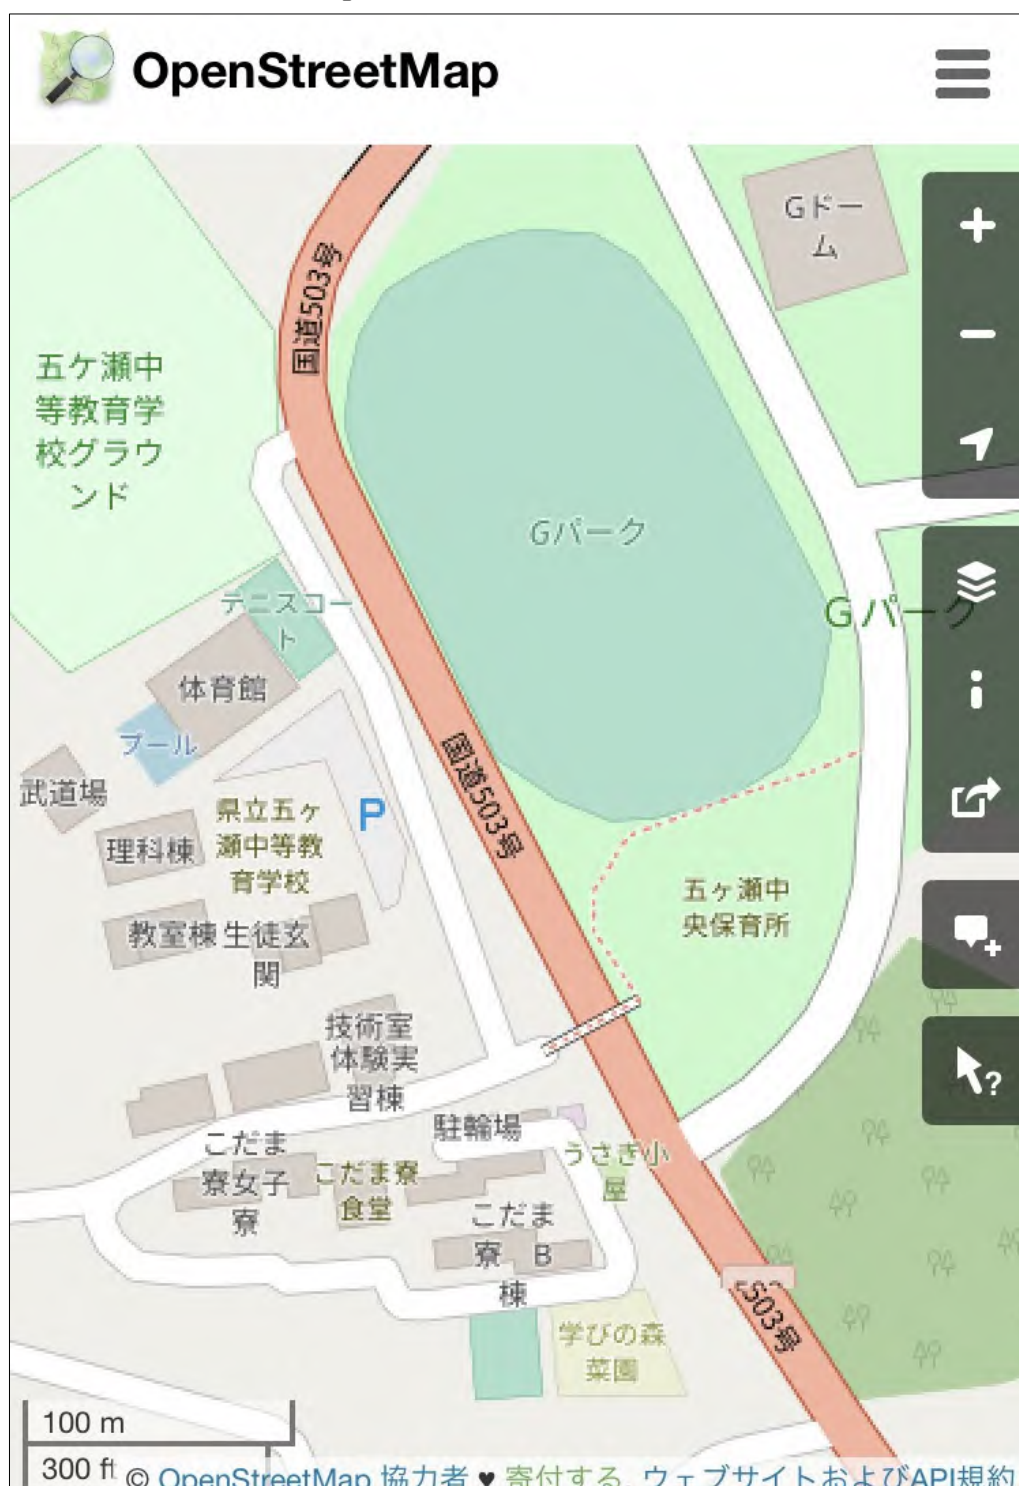 OpenStreetMap
Gドー
ム
国道503号
五ケ瀬中
等教育学
校グラウ
ンド
Gパーク
テニスコー
ト
Gパーク
体育館
プール
国道503号
武道場
県立五ヶ
瀬中等教
育学校
P
理科棟
五ヶ瀬中
央保育所
教室棟
生徒玄
関
技術室
体験実
習棟
駐輪場
こだま
寮女子
寮
こだま寮
食堂
うさぎ小
屋
こだま
寮 B
棟
503号
学びの森
菜園
100 m
300 ft
© OpenStreetMap 協力者 ♥ 寄付する. ウェブサイトおよびAPI規約